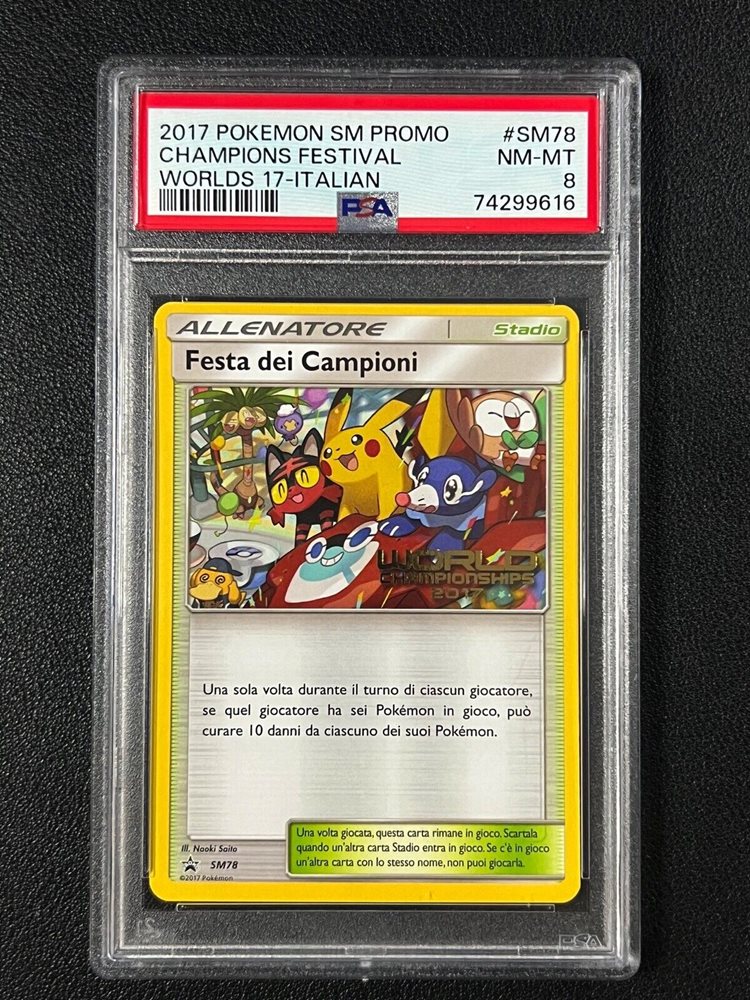 2017 POKEMON SM PROMO #SM78
CHAMPIONS FESTIVAL NM-MT
WORLDS 17-ITALIAN 8
PSA 74299616
ALLENATORE Stadio
Festa dei Campioni
WORLD
CHAMPIONSHIPS
2017
Una sola volta durante il turno di ciascun giocatore,
se quel giocatore ha sei Pokémon in gioco, può
curare 10 danni da ciascuno dei suoi Pokémon.
Una volta giocata, questa carta rimane in gioco. Scartala
quando un'altra carta Stadio entra in gioco. Se c'è in gioco
un'altra carta con lo stesso nome, non puoi giocarla.
Ill. Naoki Saito
SM78
©2017 Pokémon
PSA